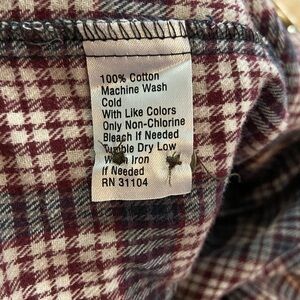 100% Cotton
Machine Wash
Cold
With Like Colors
Only Non-Chlorine
Bleach If Needed
Tumble Dry Low
Warm Iron
If Needed
RN 31104